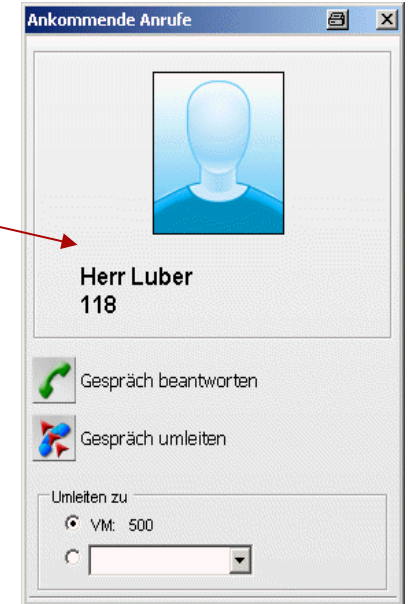 Ankommende Anrufe
Herr Luber
118
Gespräch beantworten
Gespräch umleiten
Umleiten zu
VM: 500